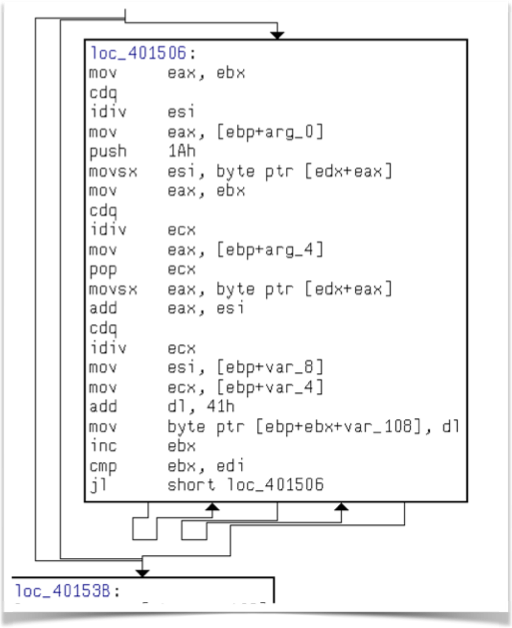 loc_401506:
mov eax, ebx
cdq
idiv esi
mov eax, [ebp+arg_0]
push 1Ah
movsx esi, byte ptr [edx+eax]
mov eax, ebx
cdq
idiv ecx
mov eax, [ebp+arg_4]
pop ecx
movsx eax, byte ptr [edx+eax]
add eax, esi
cdq
idiv ecx
mov esi, [ebp+var_8]
mov ecx, [ebp+var_4]
add dl, 41h
mov byte ptr [ebp+ebx+var_108], dl
inc ebx
cmp ebx, edi
jl short loc_401506
loc_40153B: